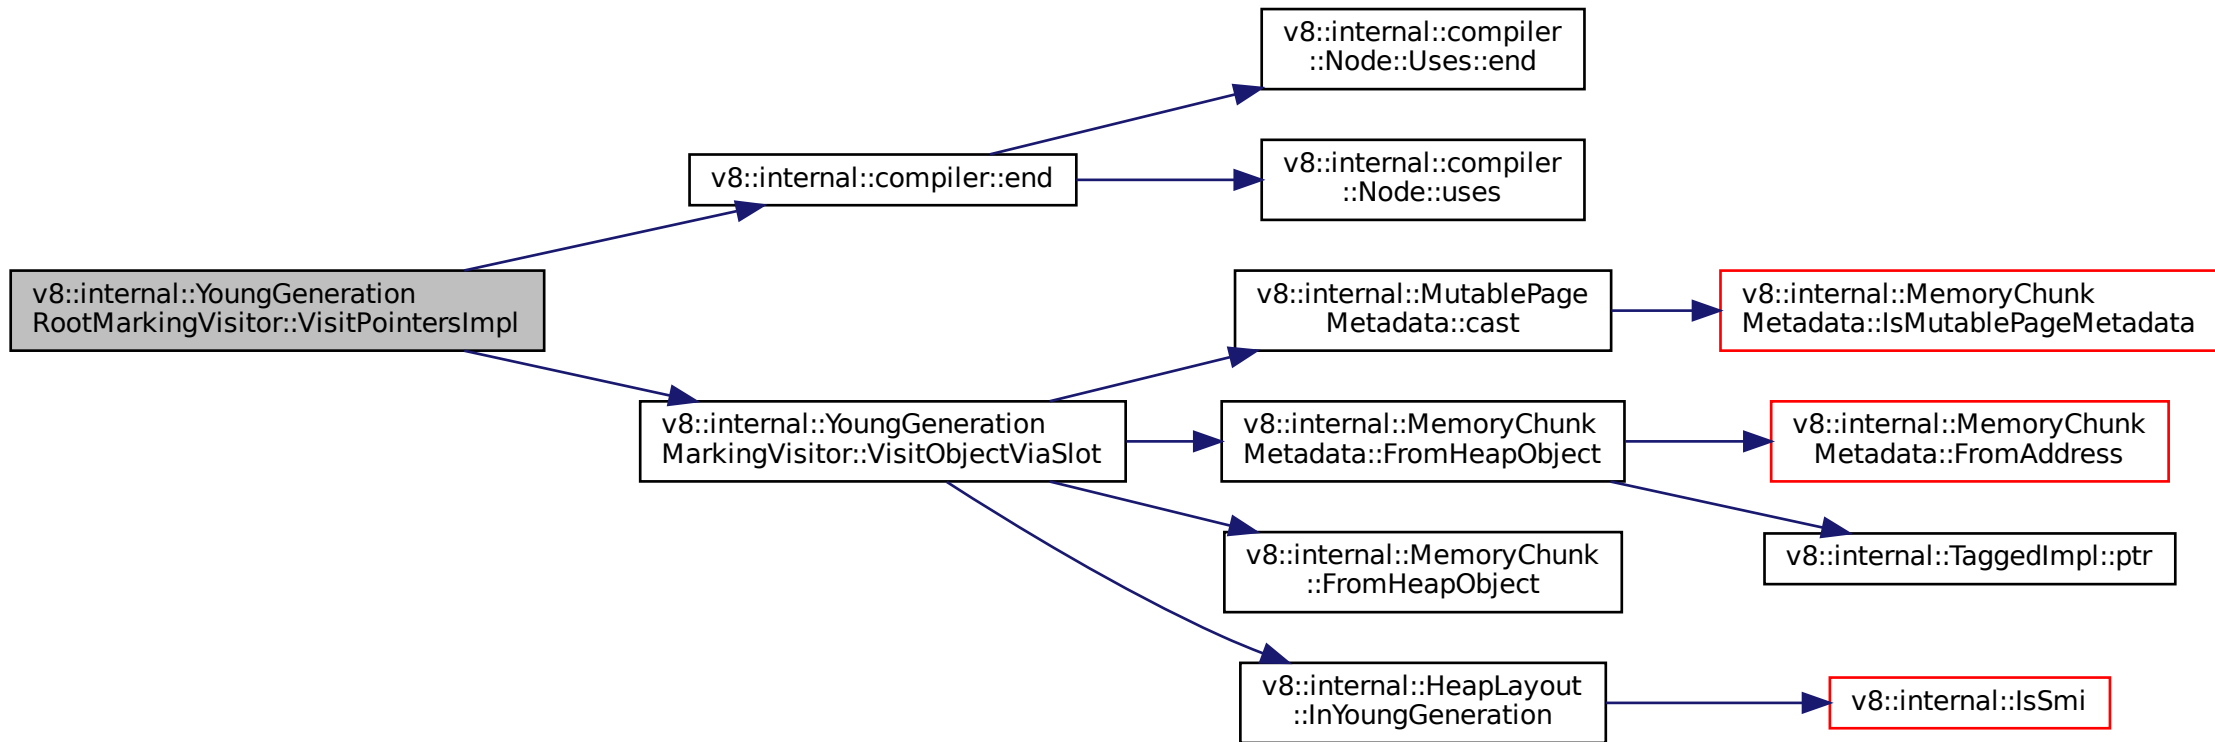 v8::internal::YoungGeneration
RootMarkingVisitor::VisitPointersImpl
v8::internal::compiler::end
v8::internal::compiler
::Node::Uses::end
v8::internal::compiler
::Node::uses
v8::internal::YoungGeneration
MarkingVisitor::VisitObjectViaSlot
v8::internal::MutablePage
Metadata::cast
v8::internal::MemoryChunk
Metadata::IsMutablePageMetadata
v8::internal::MemoryChunk
Metadata::FromHeapObject
v8::internal::MemoryChunk
Metadata::FromAddress
v8::internal::TaggedImpl::ptr
v8::internal::MemoryChunk
::FromHeapObject
v8::internal::HeapLayout
::InYoungGeneration
v8::internal::IsSmi